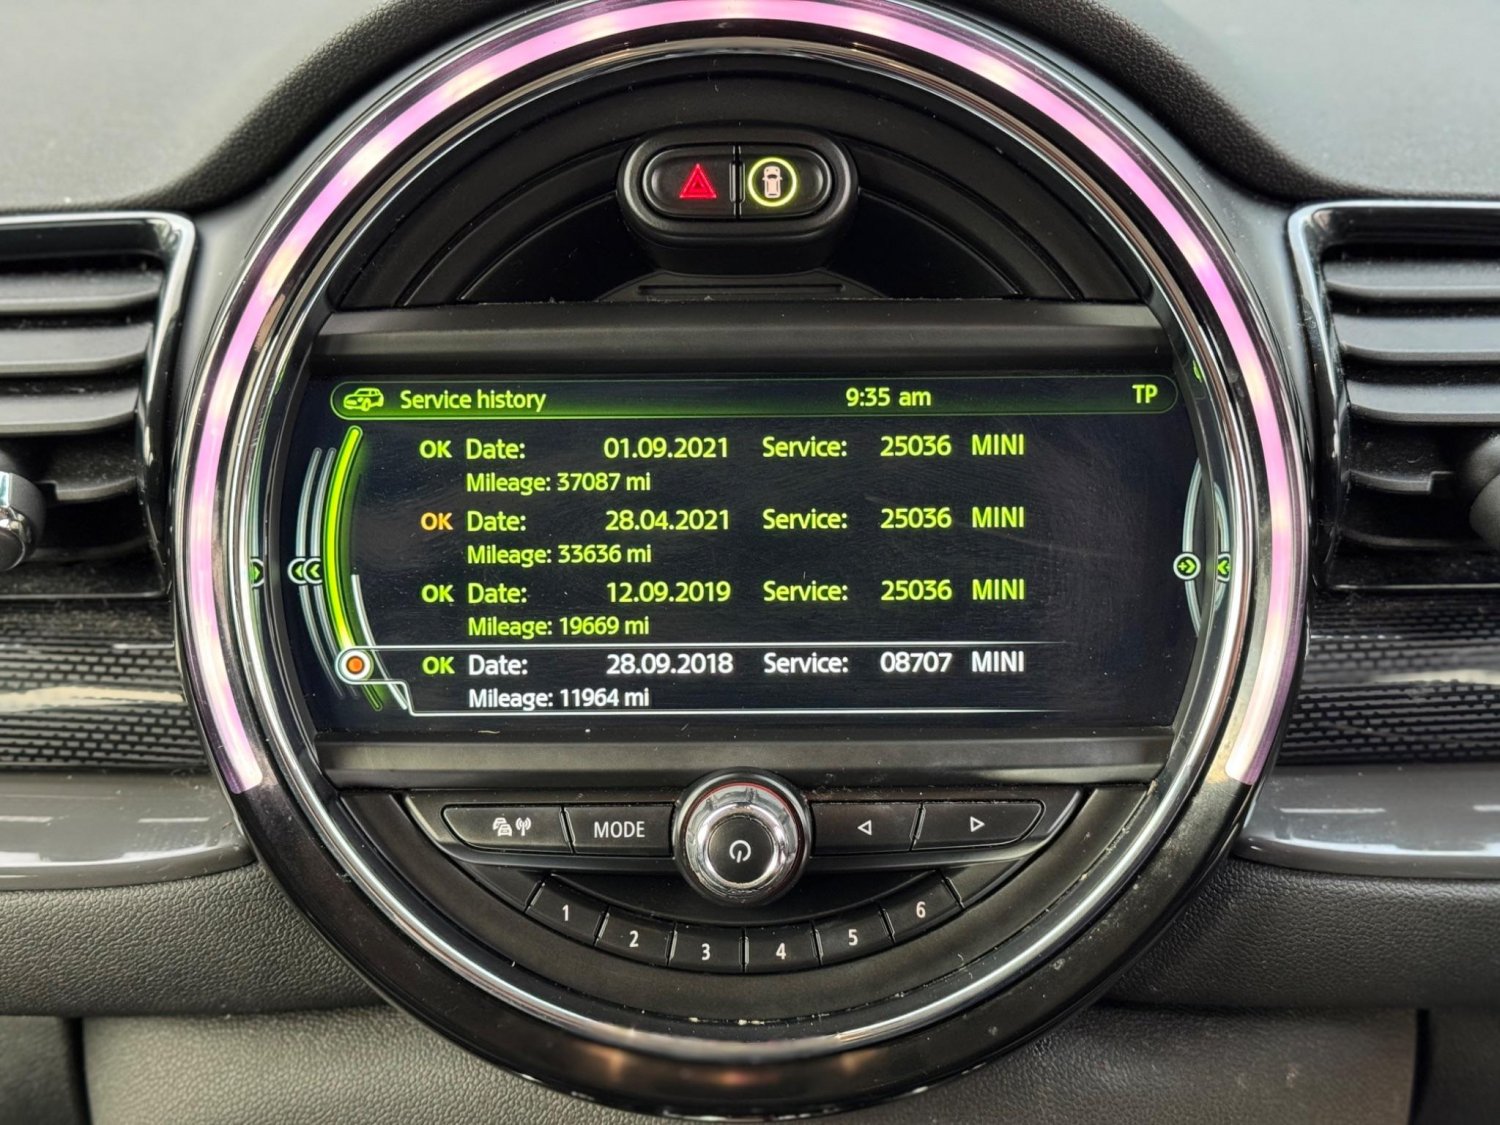 Service history 9:35 am TP
OK Date: 01.09.2021 Service: 25036 MINI
Mileage: 37087 mi
OK Date: 28.04.2021 Service: 25036 MINI
Mileage: 33636 mi
OK Date: 12.09.2019 Service: 25036 MINI
Mileage: 19669 mi
OK Date: 28.09.2018 Service: 08707 MINI
Mileage: 11964 mi
MODE
1 2 3 4 5 6